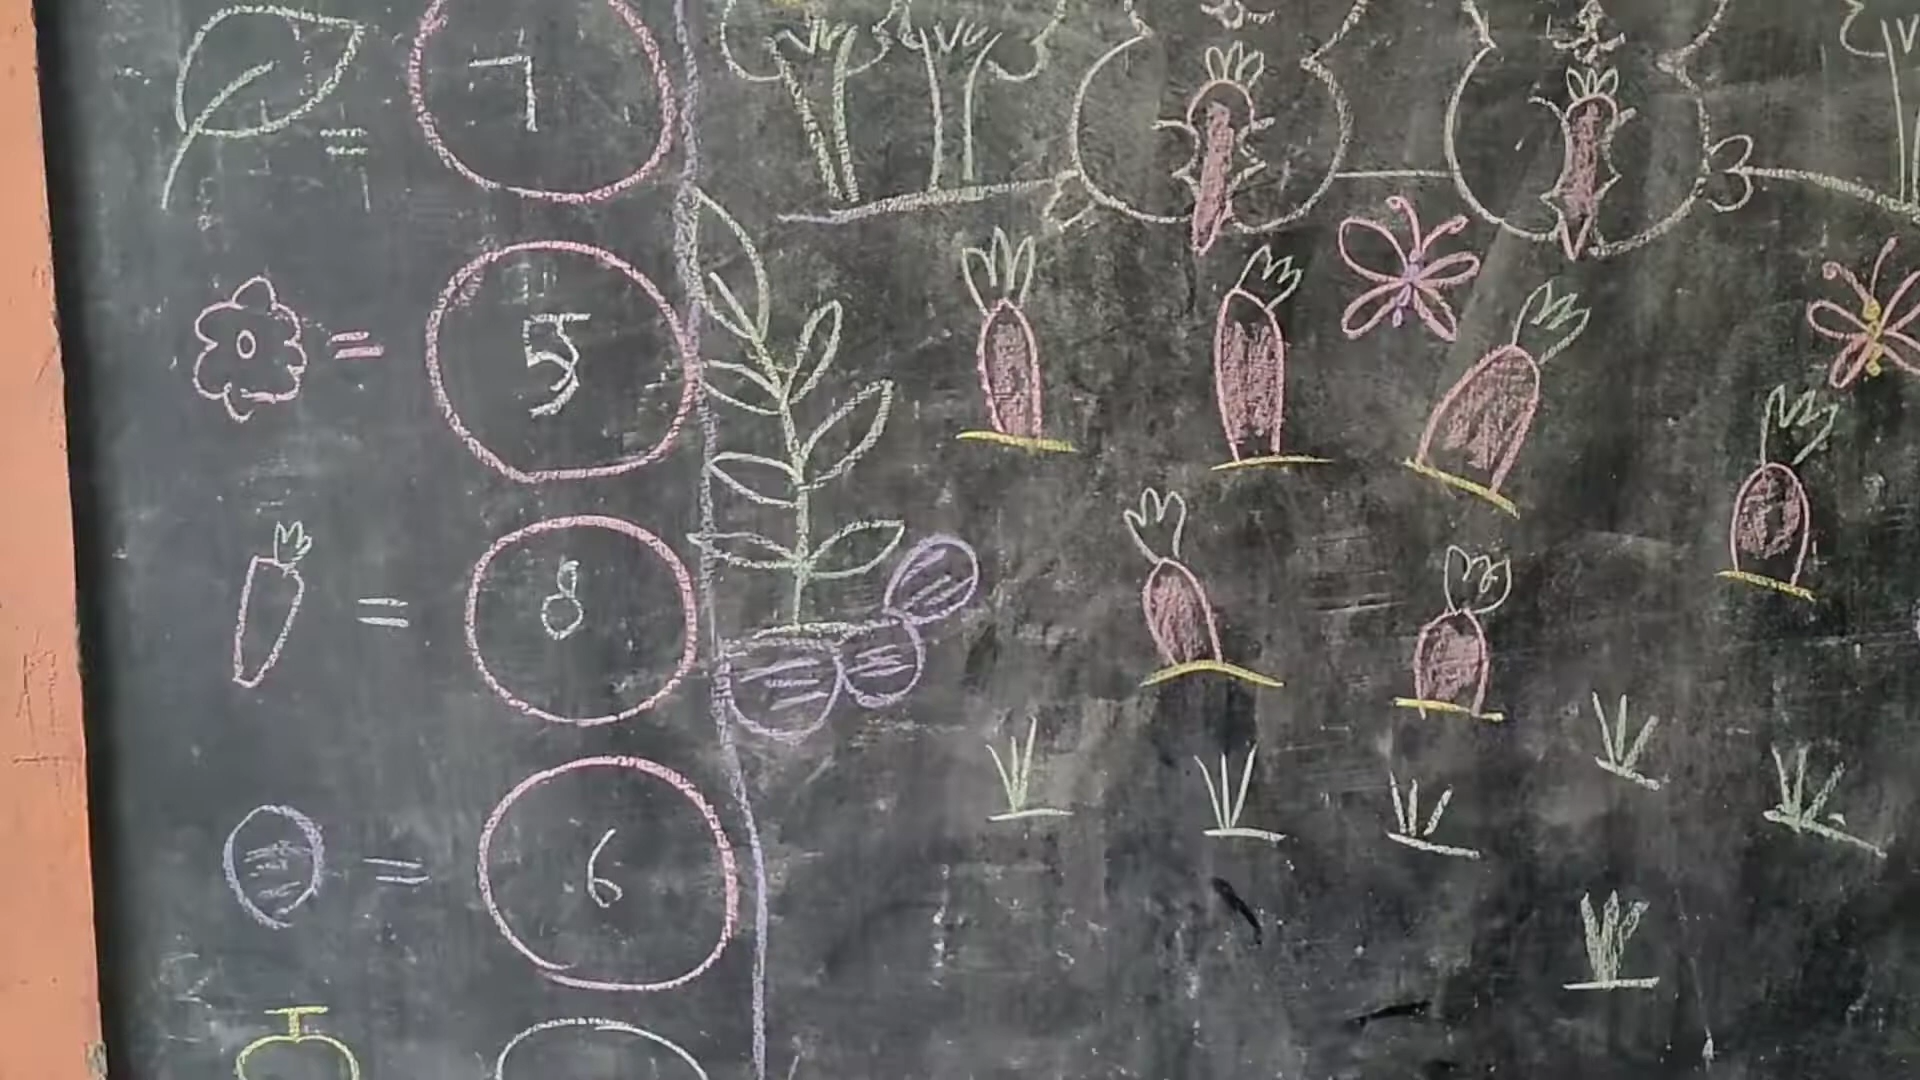 = 7
= 5
= 8
= 6